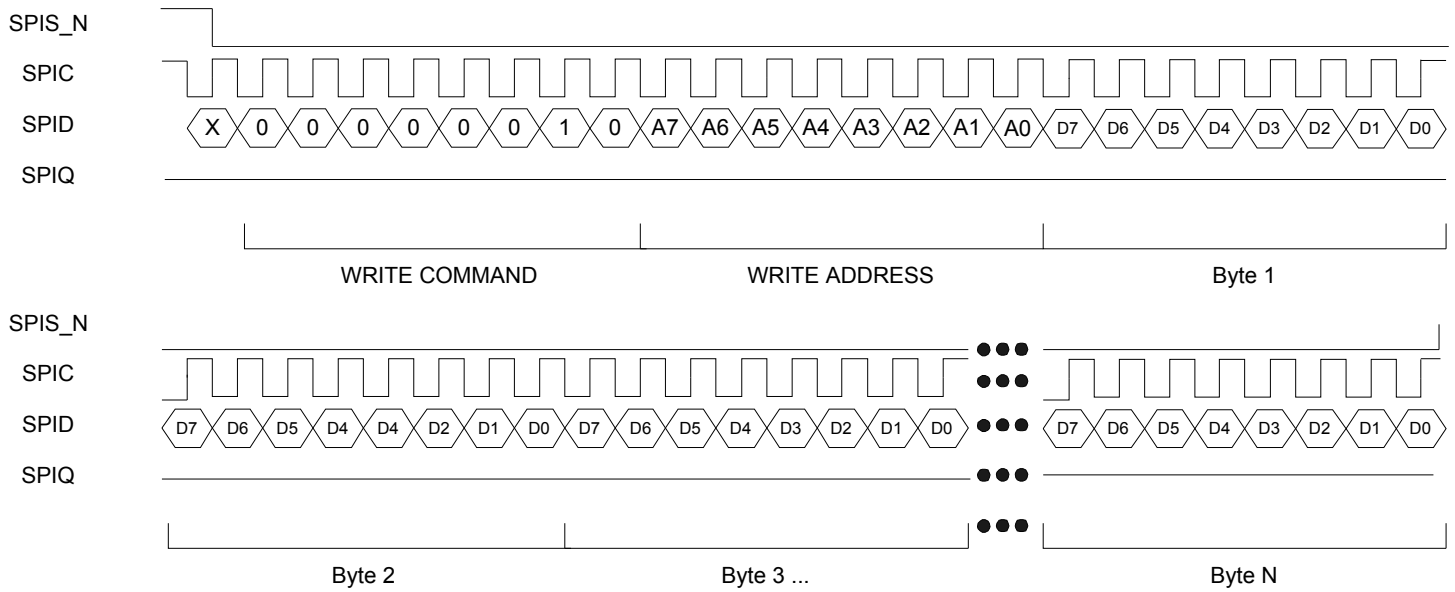 SPIS_N
SPIC
SPID X 0 0 0 0 0 0 1 0 A7 A6 A5 A4 A3 A2 A1 A0 D7 D6 D5 D4 D3 D2 D1 D0
SPIQ
WRITE COMMAND WRITE ADDRESS Byte 1
SPIS_N
SPIC
SPID D7 D6 D5 D4 D4 D2 D1 D0 D7 D6 D5 D4 D3 D2 D1 D0 D7 D6 D5 D4 D3 D2 D1 D0
SPIQ
Byte 2 Byte 3 ... Byte N